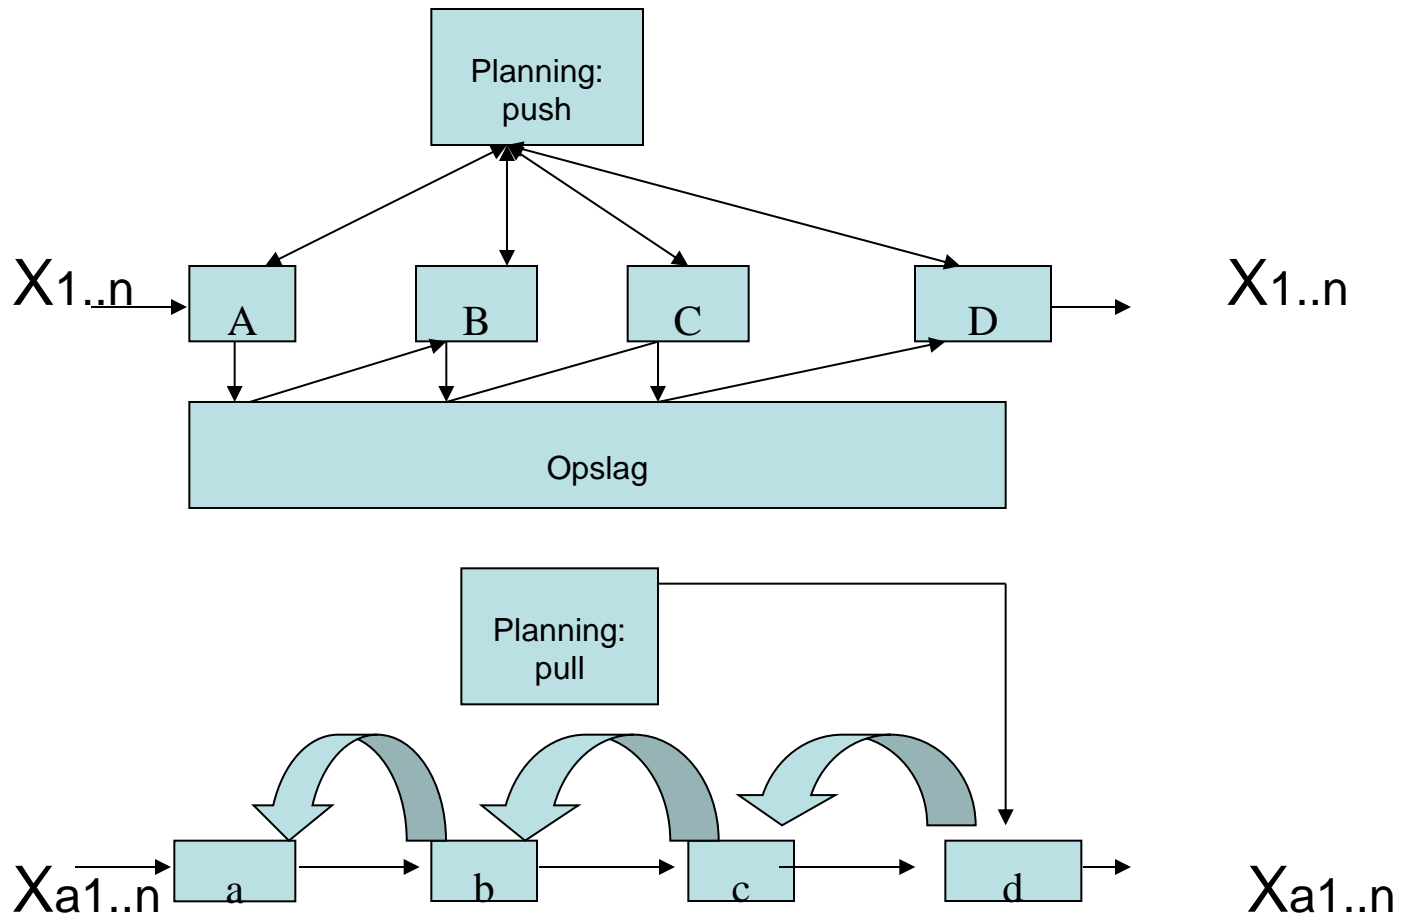 Planning:
push
X1..n
A
B
C
D
X1..n
Opslag
Planning:
pull
Xa1..n
a
b
c
d
Xa1..n